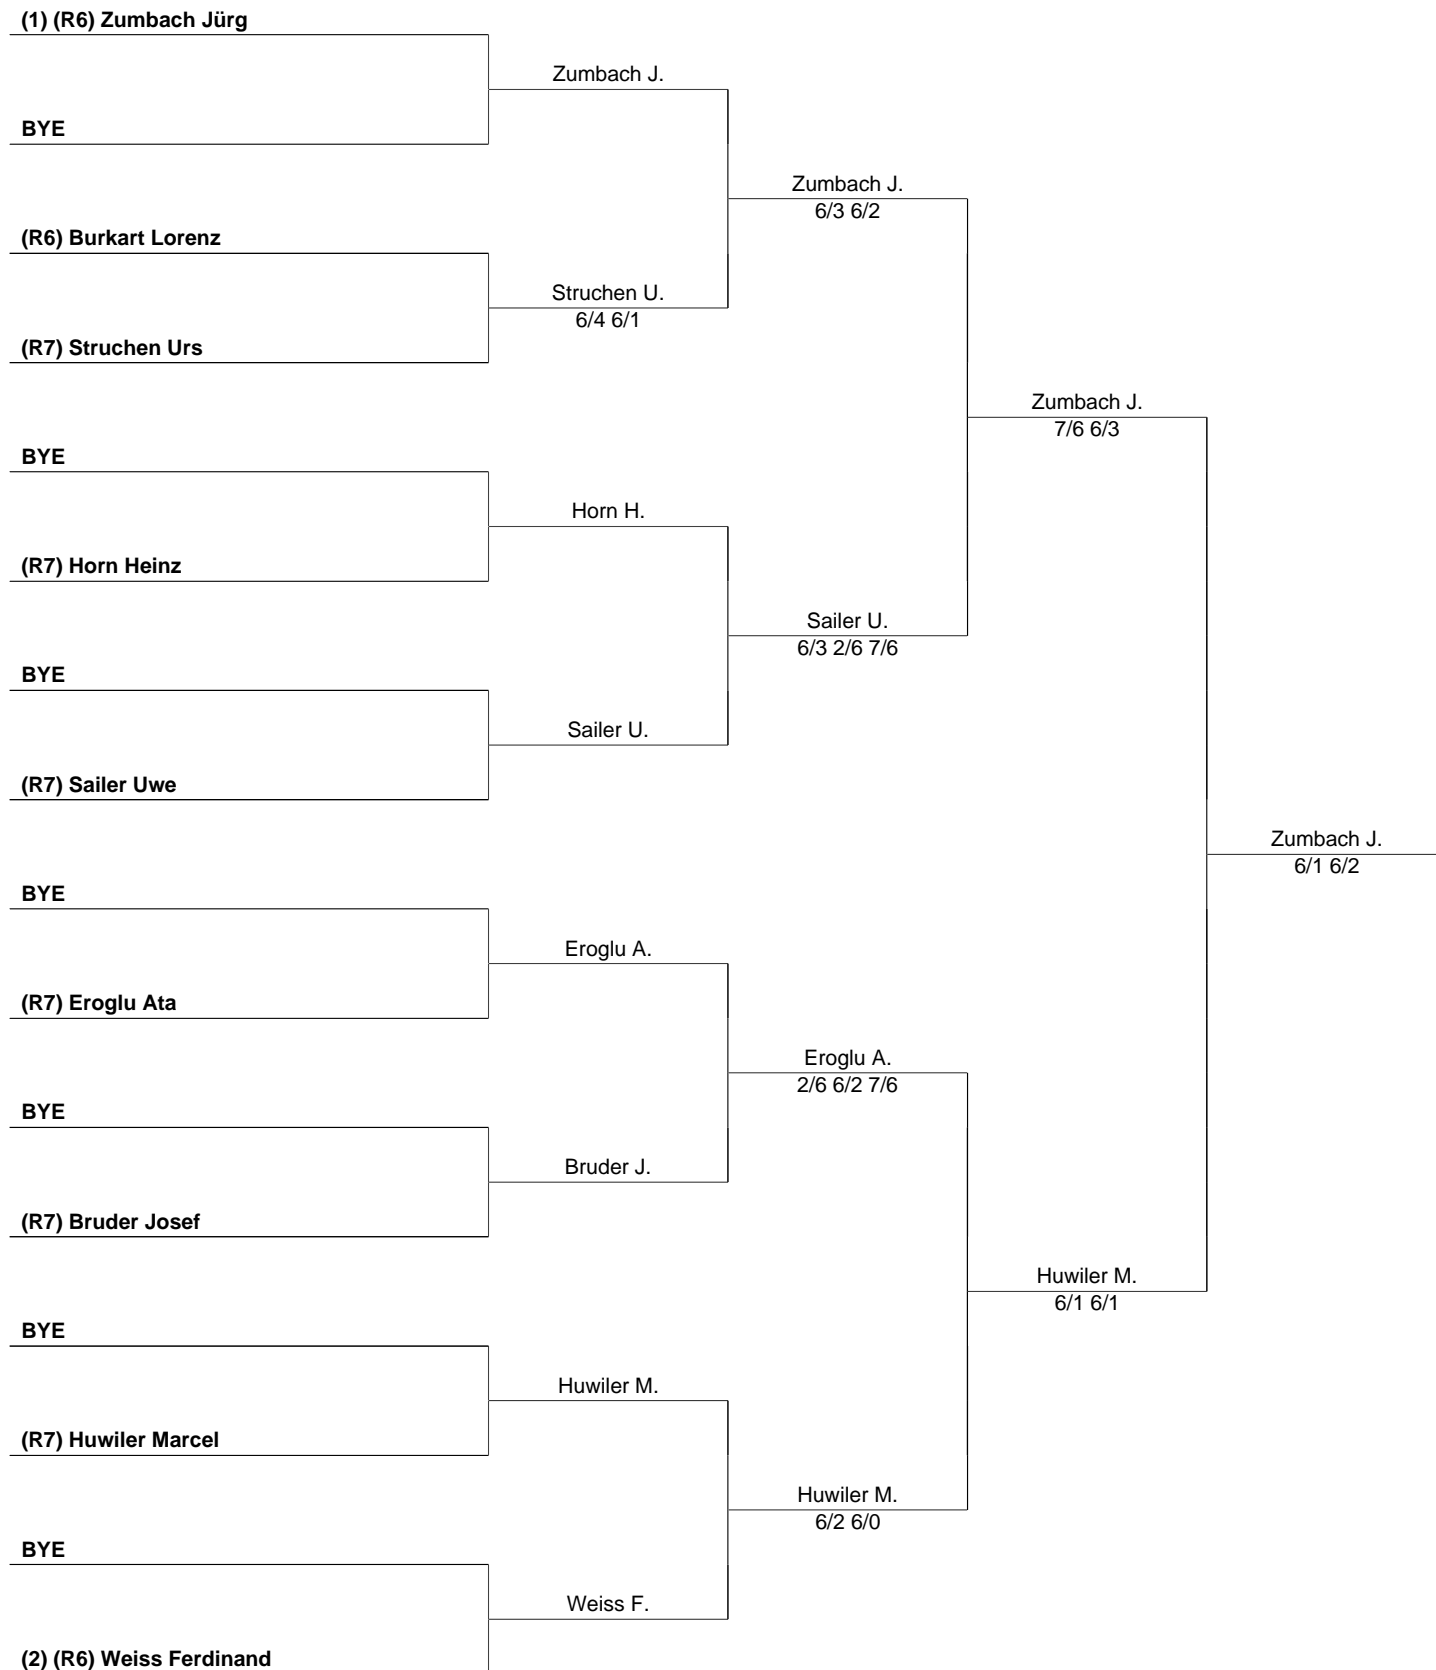 (1) (R6) Zumbach Jürg
Zumbach J.
BYE
Zumbach J.
6/3 6/2
(R6) Burkart Lorenz
Struchen U.
6/4 6/1
(R7) Struchen Urs
Zumbach J.
7/6 6/3
BYE
Horn H.
(R7) Horn Heinz
Sailer U.
6/3 2/6 7/6
BYE
Sailer U.
(R7) Sailer Uwe
Zumbach J.
6/1 6/2
BYE
Eroglu A.
(R7) Eroglu Ata
Eroglu A.
2/6 6/2 7/6
BYE
Bruder J.
(R7) Bruder Josef
Huwiler M.
6/1 6/1
BYE
Huwiler M.
(R7) Huwiler Marcel
Huwiler M.
6/2 6/0
BYE
Weiss F.
(2) (R6) Weiss Ferdinand